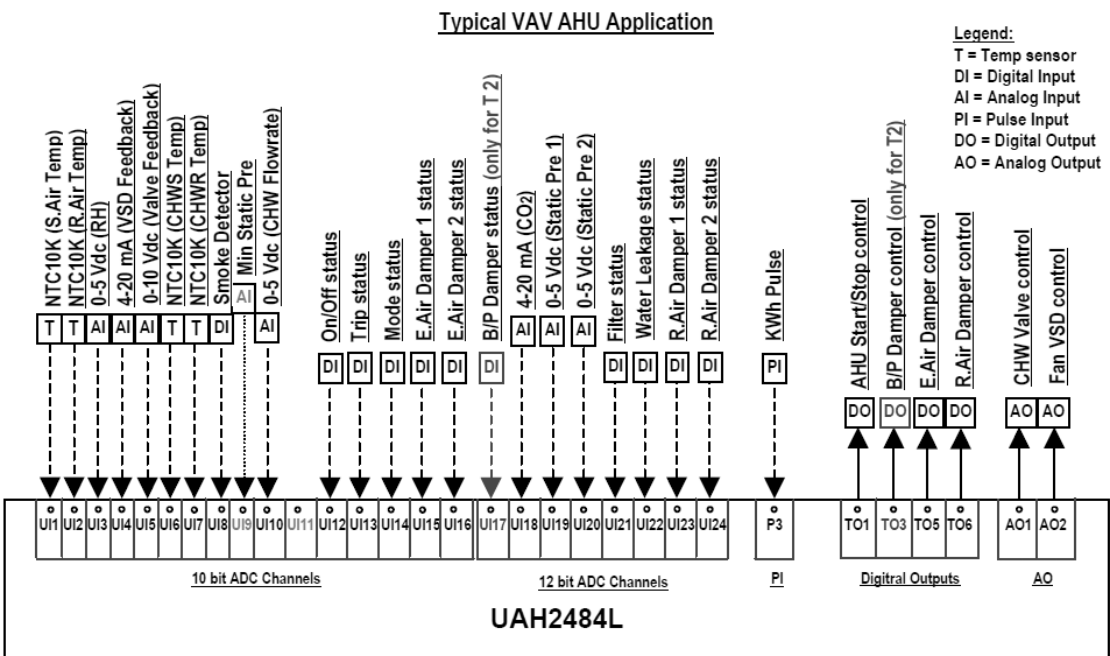 Typical VAV AHU Application
Legend:
T = Temp sensor
DI = Digital Input
AI = Analog Input
PI = Pulse Input
DO = Digital Output
AO = Analog Output
NTC10K (S.Air Temp)
NTC10K (R.Air Temp)
0-5 Vdc (RH)
4-20 mA (VSD Feedback)
0-10 Vdc (Valve Feedback)
NTC10K (CHWS Temp)
NTC10K (CHWR Temp)
Smoke Detector
Min Static Pre
0-5 Vdc (CHW Flowrate)
On/Off status
Trip status
Mode status
E.Air Damper 1 status
E.Air Damper 2 status
B/P Damper status (only for T 2)
4-20 mA (CO2)
0-5 Vdc (Static Pre 1)
0-5 Vdc (Static Pre 2)
Filter status
Water Leakage status
R.Air Damper 1 status
R.Air Damper 2 status
KWh Pulse
AHU Start/Stop control
B/P Damper control (only for T2)
E.Air Damper control
R.Air Damper control
CHW Valve control
Fan VSD control
T T AI AI AI T T DI AI AI
DI DI DI DI DI DI AI AI AI DI DI DI DI
PI
DO DO DO DO
AO AO
UI1 UI2 UI3 UI4 UI5 UI6 UI7 UI8 UI9 UI10 UI11 UI12 UI13 UI14 UI15 UI16 UI17 UI18 UI19 UI20 UI21 UI22 UI23 UI24
P3
TO1 TO3 TO5 TO6
AO1 AO2
10 bit ADC Channels
12 bit ADC Channels
PI
Digitral Outputs
AO
UAH2484L